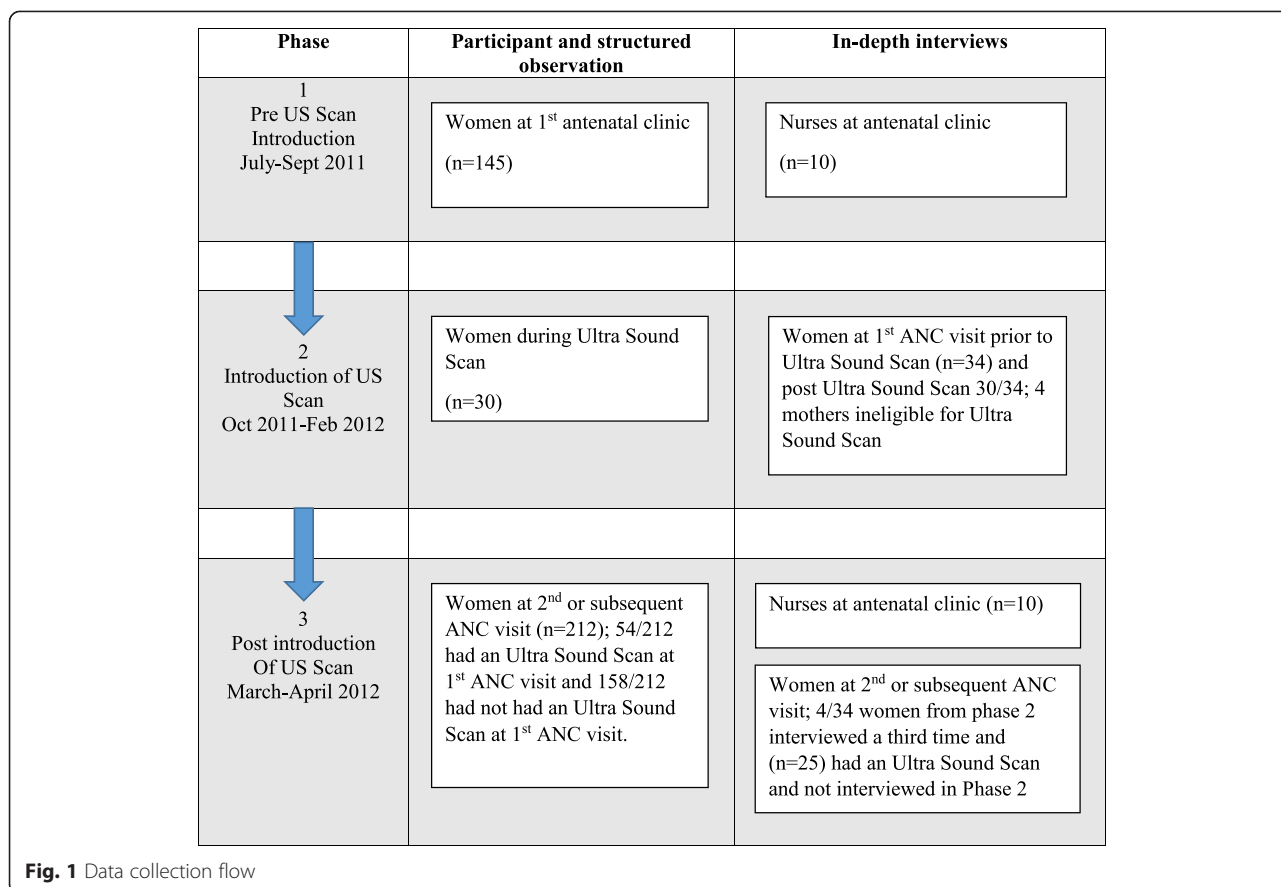 Phase
Participant and structured
observation
In-depth interviews
1
Pre US Scan
Introduction
July-Sept 2011
Women at 1st antenatal clinic
(n=145)
Nurses at antenatal clinic
(n=10)
2
Introduction of US
Scan
Oct 2011-Feb 2012
Women during Ultra Sound
Scan
(n=30)
Women at 1st ANC visit prior to
Ultra Sound Scan (n=34) and
post Ultra Sound Scan 30/34; 4
mothers ineligible for Ultra
Sound Scan
3
Post introduction
Of US Scan
March-April 2012
Women at 2nd or subsequent
ANC visit (n=212); 54/212
had an Ultra Sound Scan at
1st ANC visit and 158/212
had not had an Ultra Sound
Scan at 1st ANC visit.
Nurses at antenatal clinic (n=10)
Women at 2nd or subsequent ANC
visit; 4/34 women from phase 2
interviewed a third time and
(n=25) had an Ultra Sound Scan
and not interviewed in Phase 2
Fig. 1 Data collection flow